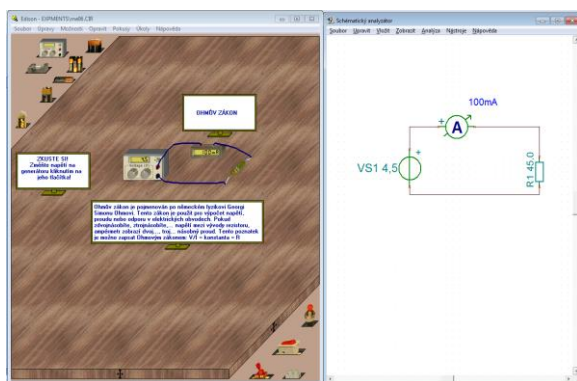 Edison - EXPMENTS\me08.CIR
Soubor Úpravy Možnosti Upravit Pokusy Úkoly Nápověda
OHMŮV ZÁKON
ZKUSTE SI!
Změňte napětí na
generátoru kliknutím na
jeho tlačítka!
Ohmův zákon je pojmenován po německém fyzikovi Georgi
Simonu Ohmovi. Tento zákon je použit pro výpočet napětí,
proudu nebo odporu v elektrických obvodech. Pokud
zdvojnásobíte, ztrojnásobíte,... napětí mezi vývody rezistoru,
ampérmetr zobrazí dvoj..., troj... násobný proud. Tento poznatek
je možno zapsat Ohmovým zákonem: V/I = konstanta = R
Schématický analyzátor
Soubor Upravit Vložit Zobrazit Analýza Nástroje Nápověda
100mA
+
A
+
VS1 4,5
R1 45,0